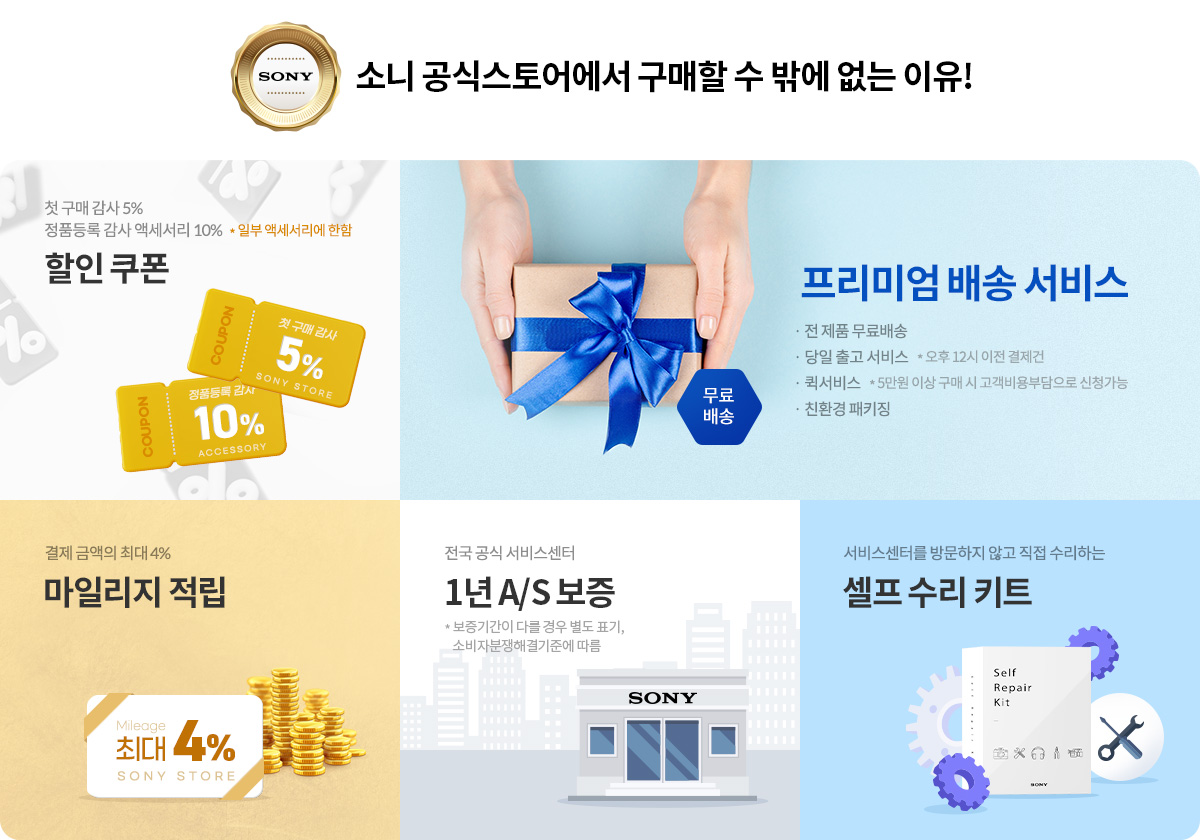 SONY
소니 공식스토어에서 구매할 수 밖에 없는 이유!
첫 구매 감사 5%
정품등록 감사 액세서리 10% * 일부 액세서리에 한함
할인 쿠폰
COUPON
첫 구매 감사
5%
SONY STORE
COUPON
정품등록 감사
10%
ACCESSORY
무료
배송
프리미엄 배송 서비스
· 전 제품 무료배송
· 당일 출고 서비스 * 오후 12시 이전 결제건
· 퀵서비스 * 5만원 이상 구매 시 고객비용부담으로 신청가능
· 친환경 패키징
결제 금액의 최대 4%
마일리지 적립
Mileage
최대 4%
SONY STORE
전국 공식 서비스센터
1년 A/S 보증
* 보증기간이 다를 경우 별도 표기,
소비자분쟁해결기준에 따름
SONY
서비스센터를 방문하지 않고 직접 수리하는
셀프 수리 키트
Self
Repair
Kit
SONY